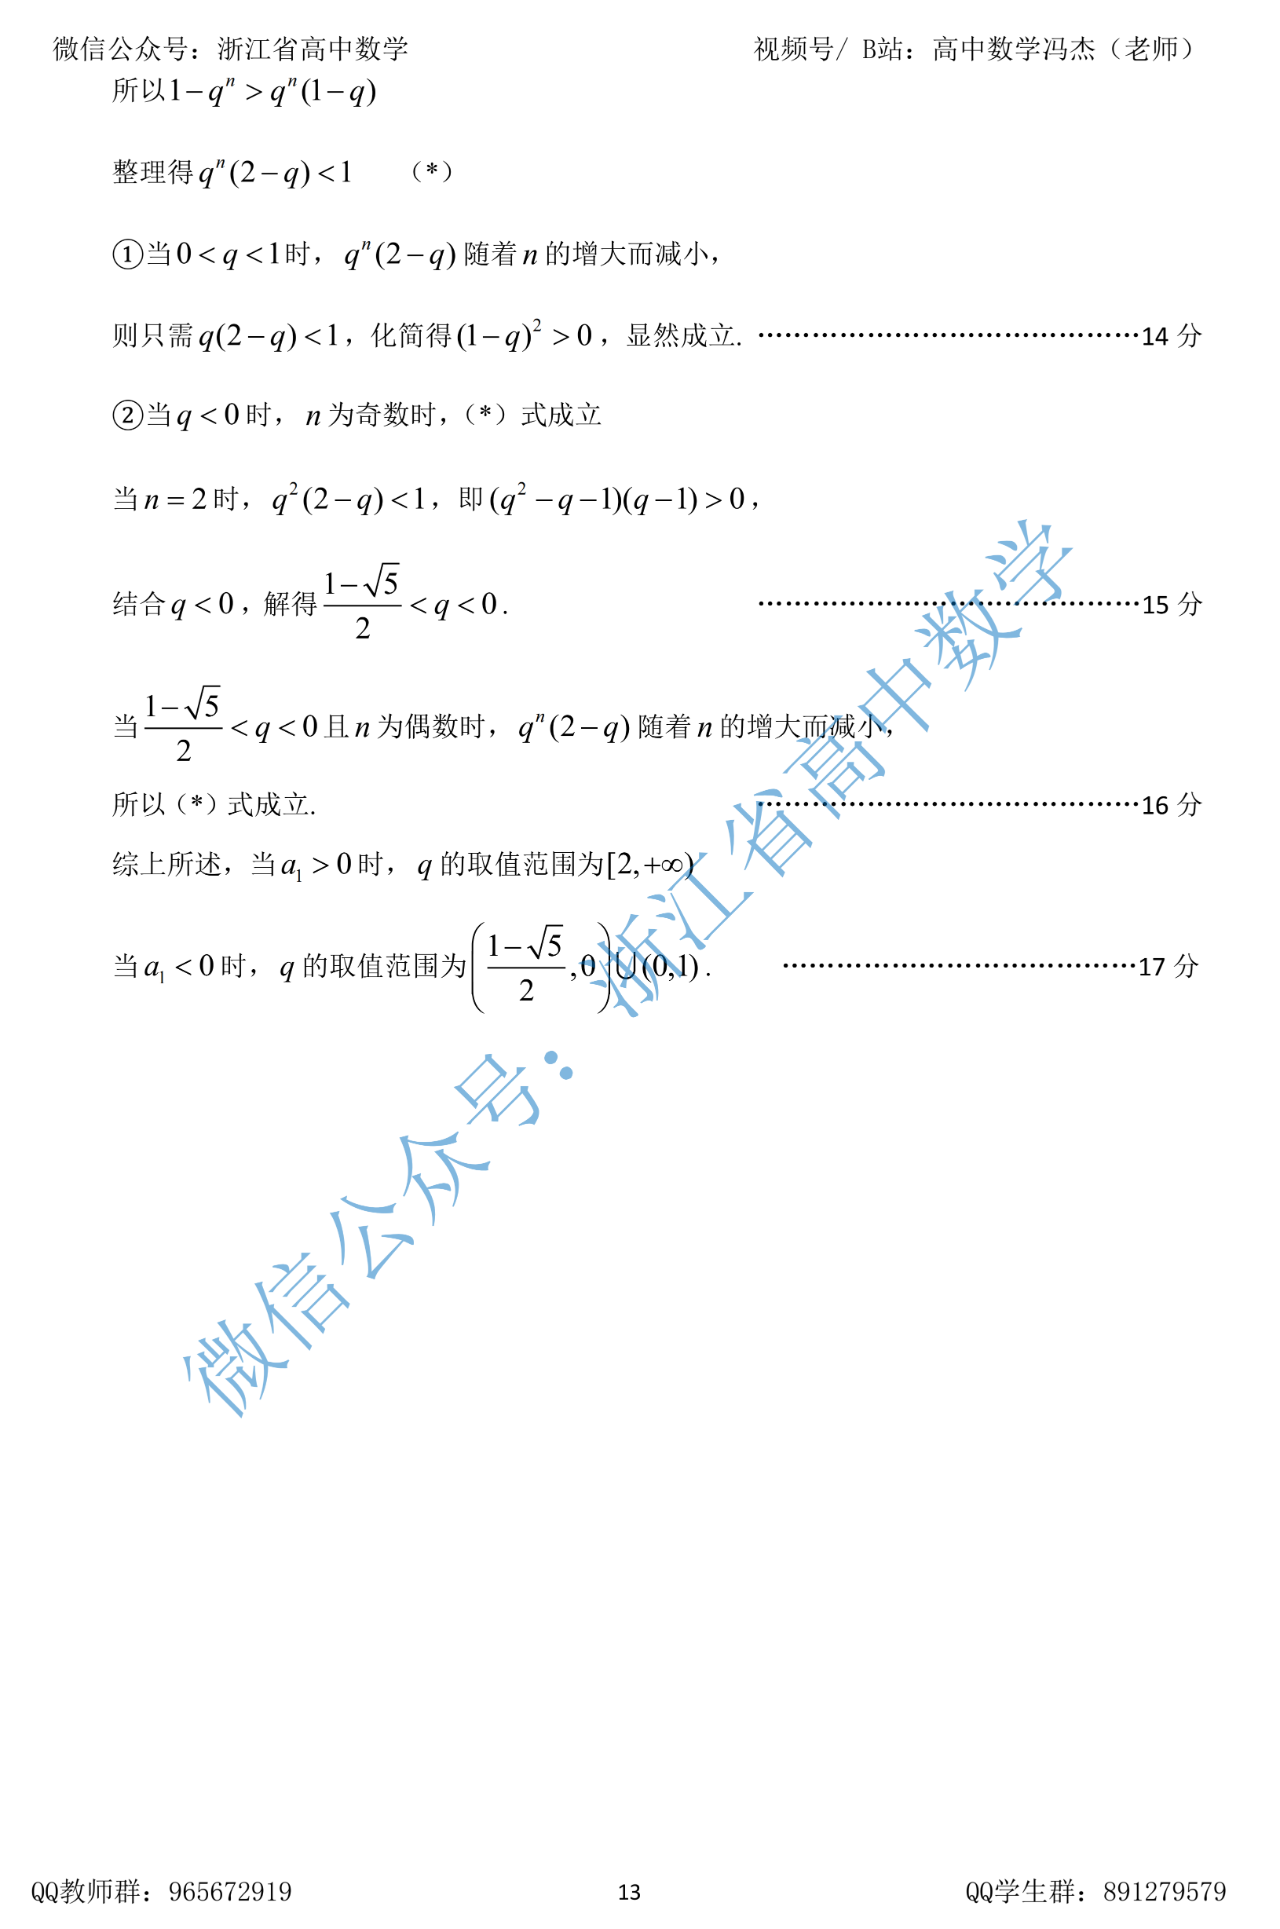 微信公众号：浙江省高中数学 视频号/ B站：高中数学冯杰（老师）
所以1−qⁿ > qⁿ(1−q)
整理得qⁿ(2−q)<1 （*）
①当0<q<1时，qⁿ(2−q)随着n的增大而减小，
则只需q(2−q)<1，化简得(1−q)²>0，显然成立. ……………………………………14 分
②当q<0时，n为奇数时，（*）式成立
当n=2时，q²(2−q)<1，即(q²−q−1)(q−1)>0，
结合q<0，解得(1−√5)/2<q<0. ……………………………………15 分
当(1−√5)/2<q<0且n为偶数时，qⁿ(2−q)随着n的增大而减小，
所以（*）式成立. ……………………………………16 分
综上所述，当a₁>0时，q的取值范围为[2,+∞)
当a₁<0时，q的取值范围为((1−√5)/2,0)∪(0,1). …………………………………17 分
微信公众号：浙江省高中数学
QQ教师群：965672919 13 QQ学生群：891279579